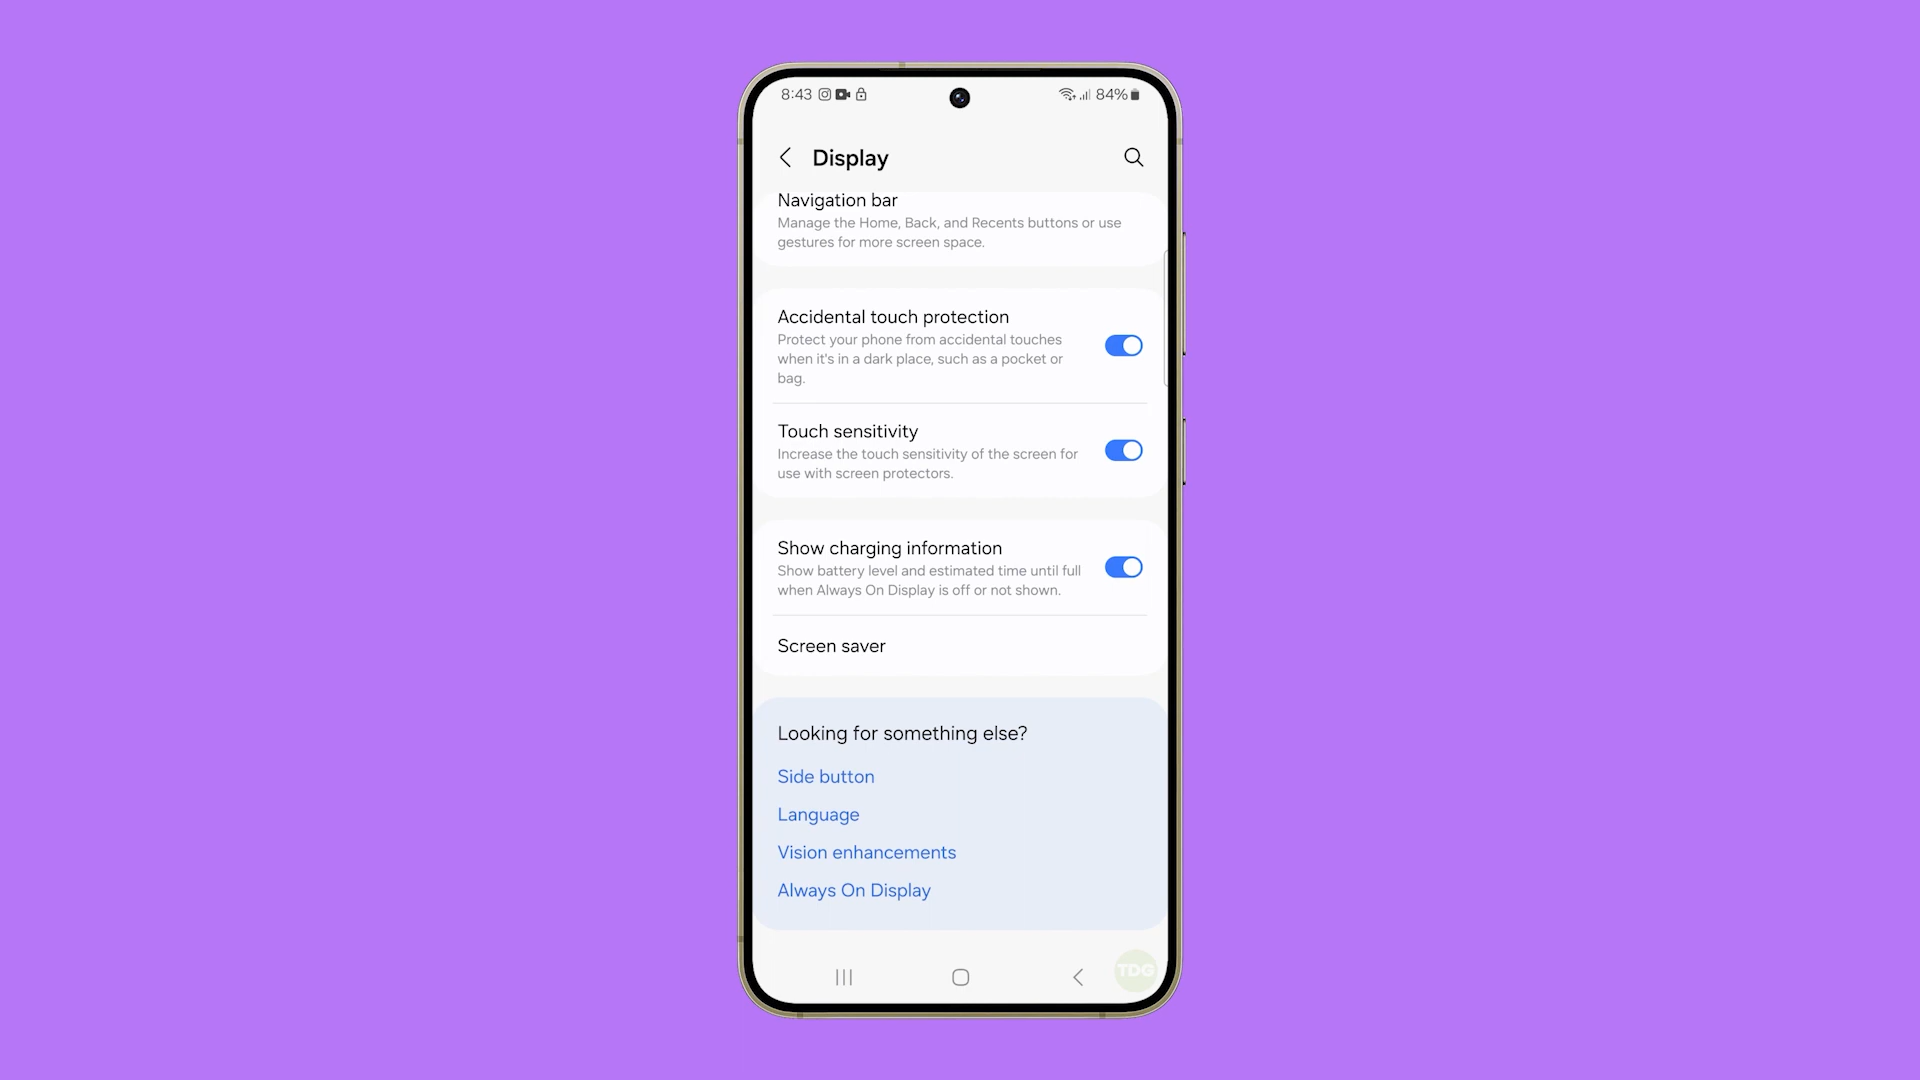 8:43
84%
Display
Navigation bar
Manage the Home, Back, and Recents buttons or use
gestures for more screen space.
Accidental touch protection
Protect your phone from accidental touches
when it's in a dark place, such as a pocket or
bag.
Touch sensitivity
Increase the touch sensitivity of the screen for
use with screen protectors.
Show charging information
Show battery level and estimated time until full
when Always On Display is off or not shown.
Screen saver
Looking for something else?
Side button
Language
Vision enhancements
Always On Display
TDG